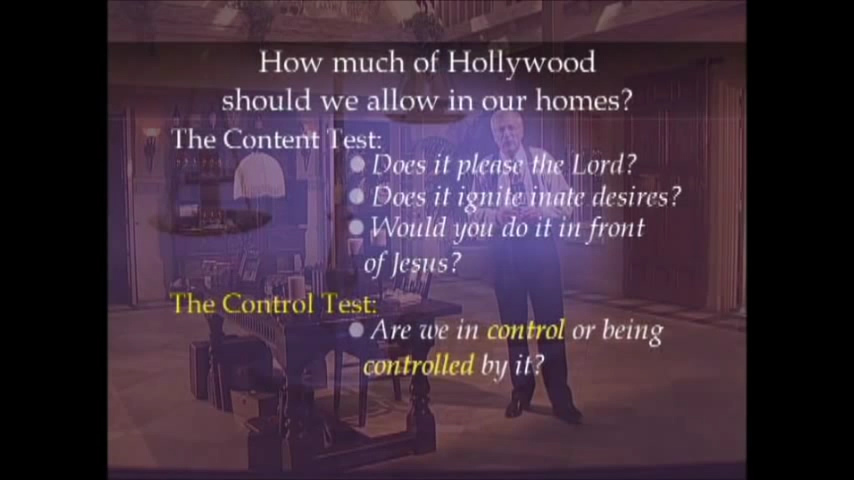 How much of Hollywood
should we allow in our homes?
The Content Test:
Does it please the Lord?
Does it ignite inate desires?
Would you do it in front
of Jesus?
The Control Test:
Are we in control or being
controlled by it?